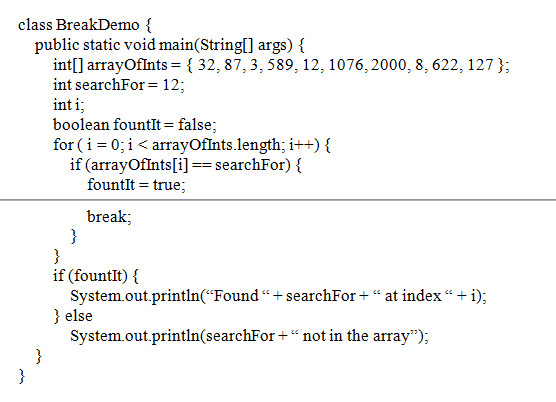 class BreakDemo {
public static void main(String[] args) {
int[] arrayOfInts = { 32, 87, 3, 589, 12, 1076, 2000, 8, 622, 127 };
int searchFor = 12;
int i;
boolean fountIt = false;
for ( i = 0; i < arrayOfInts.length; i++) {
if (arrayOfInts[i] == searchFor) {
fountIt = true;
break;
}
}
if (fountIt) {
System.out.println(“Found “ + searchFor + “ at index “ + i);
} else
System.out.println(searchFor + “ not in the array”);
}
}